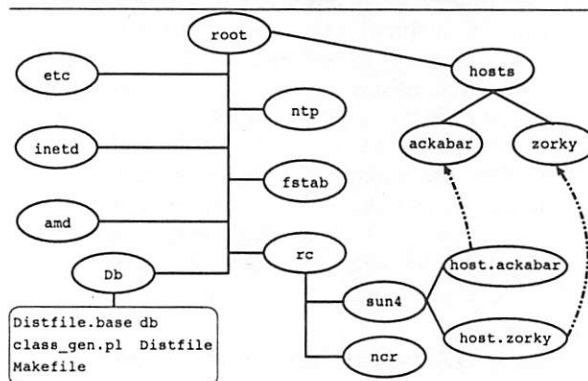 root
hosts
etc
ntp
ackabar zorky
inetd
fstab
amd
rc
host.ackabar
Db
sun4
Distfile.base db
class_gen.pl Distfile
Makefile
host.zorky
ncr